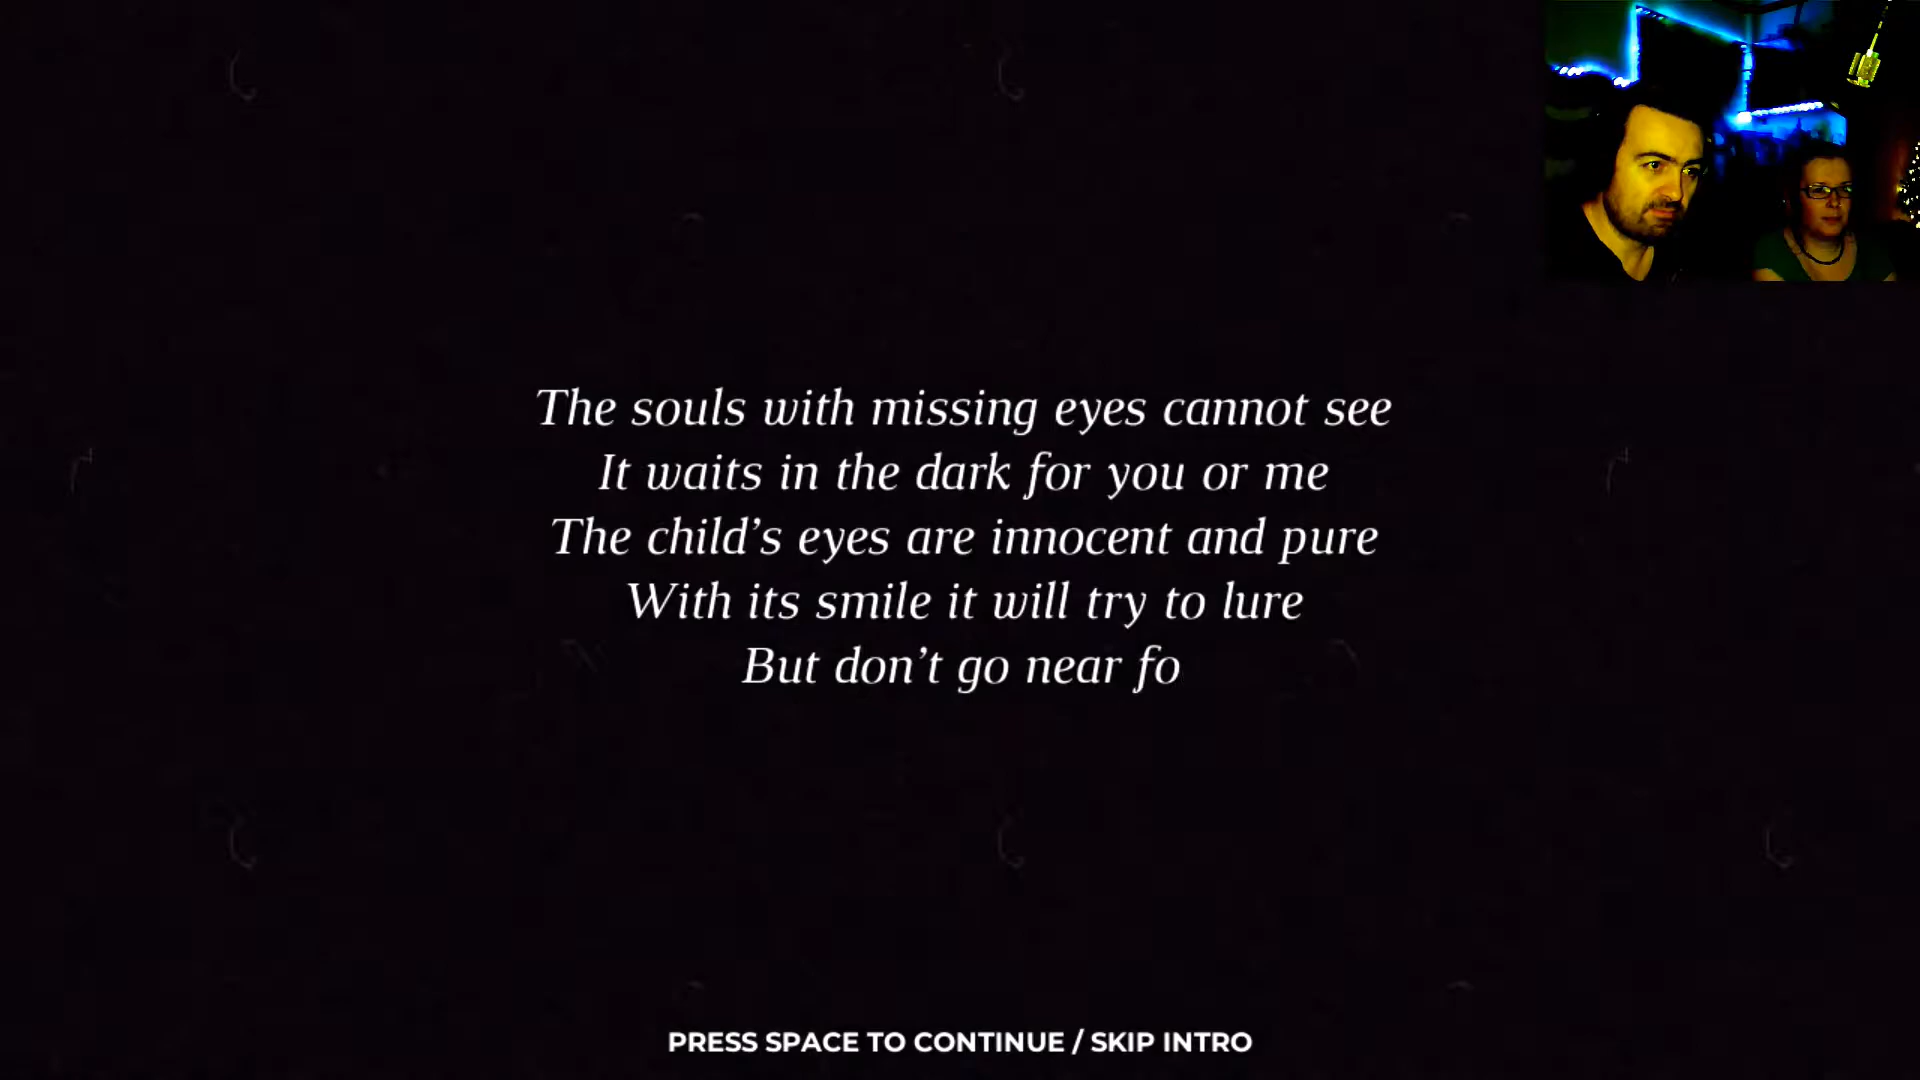 The souls with missing eyes cannot see
It waits in the dark for you or me
The child’s eyes are innocent and pure
With its smile it will try to lure
But don’t go near fo
PRESS SPACE TO CONTINUE / SKIP INTRO